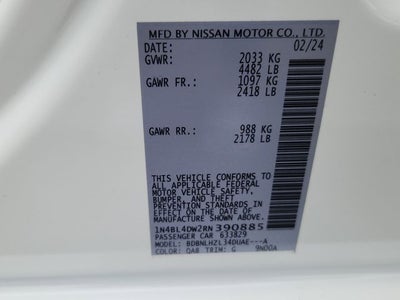 MFD BY NISSAN MOTOR CO., LTD.
DATE: 02/24
GVWR: 2033 KG
4482 LB
GAWR FR.: 1097 KG
2418 LB
GAWR RR.: 988 KG
2178 LB
THIS VEHICLE CONFORMS TO
ALL APPLICABLE FEDERAL
MOTOR VEHICLE SAFETY,
BUMPER, AND THEFT
PREVENTION STANDARDS IN
EFFECT ON THE DATE OF
MANUFACTURE SHOWN ABOVE.
1N4BL4DW2RN390885
PASSENGER CAR 633829
MODEL: BDBNLHZL34DUAE---A
COLOR: QAB TRIM: G 9N00A